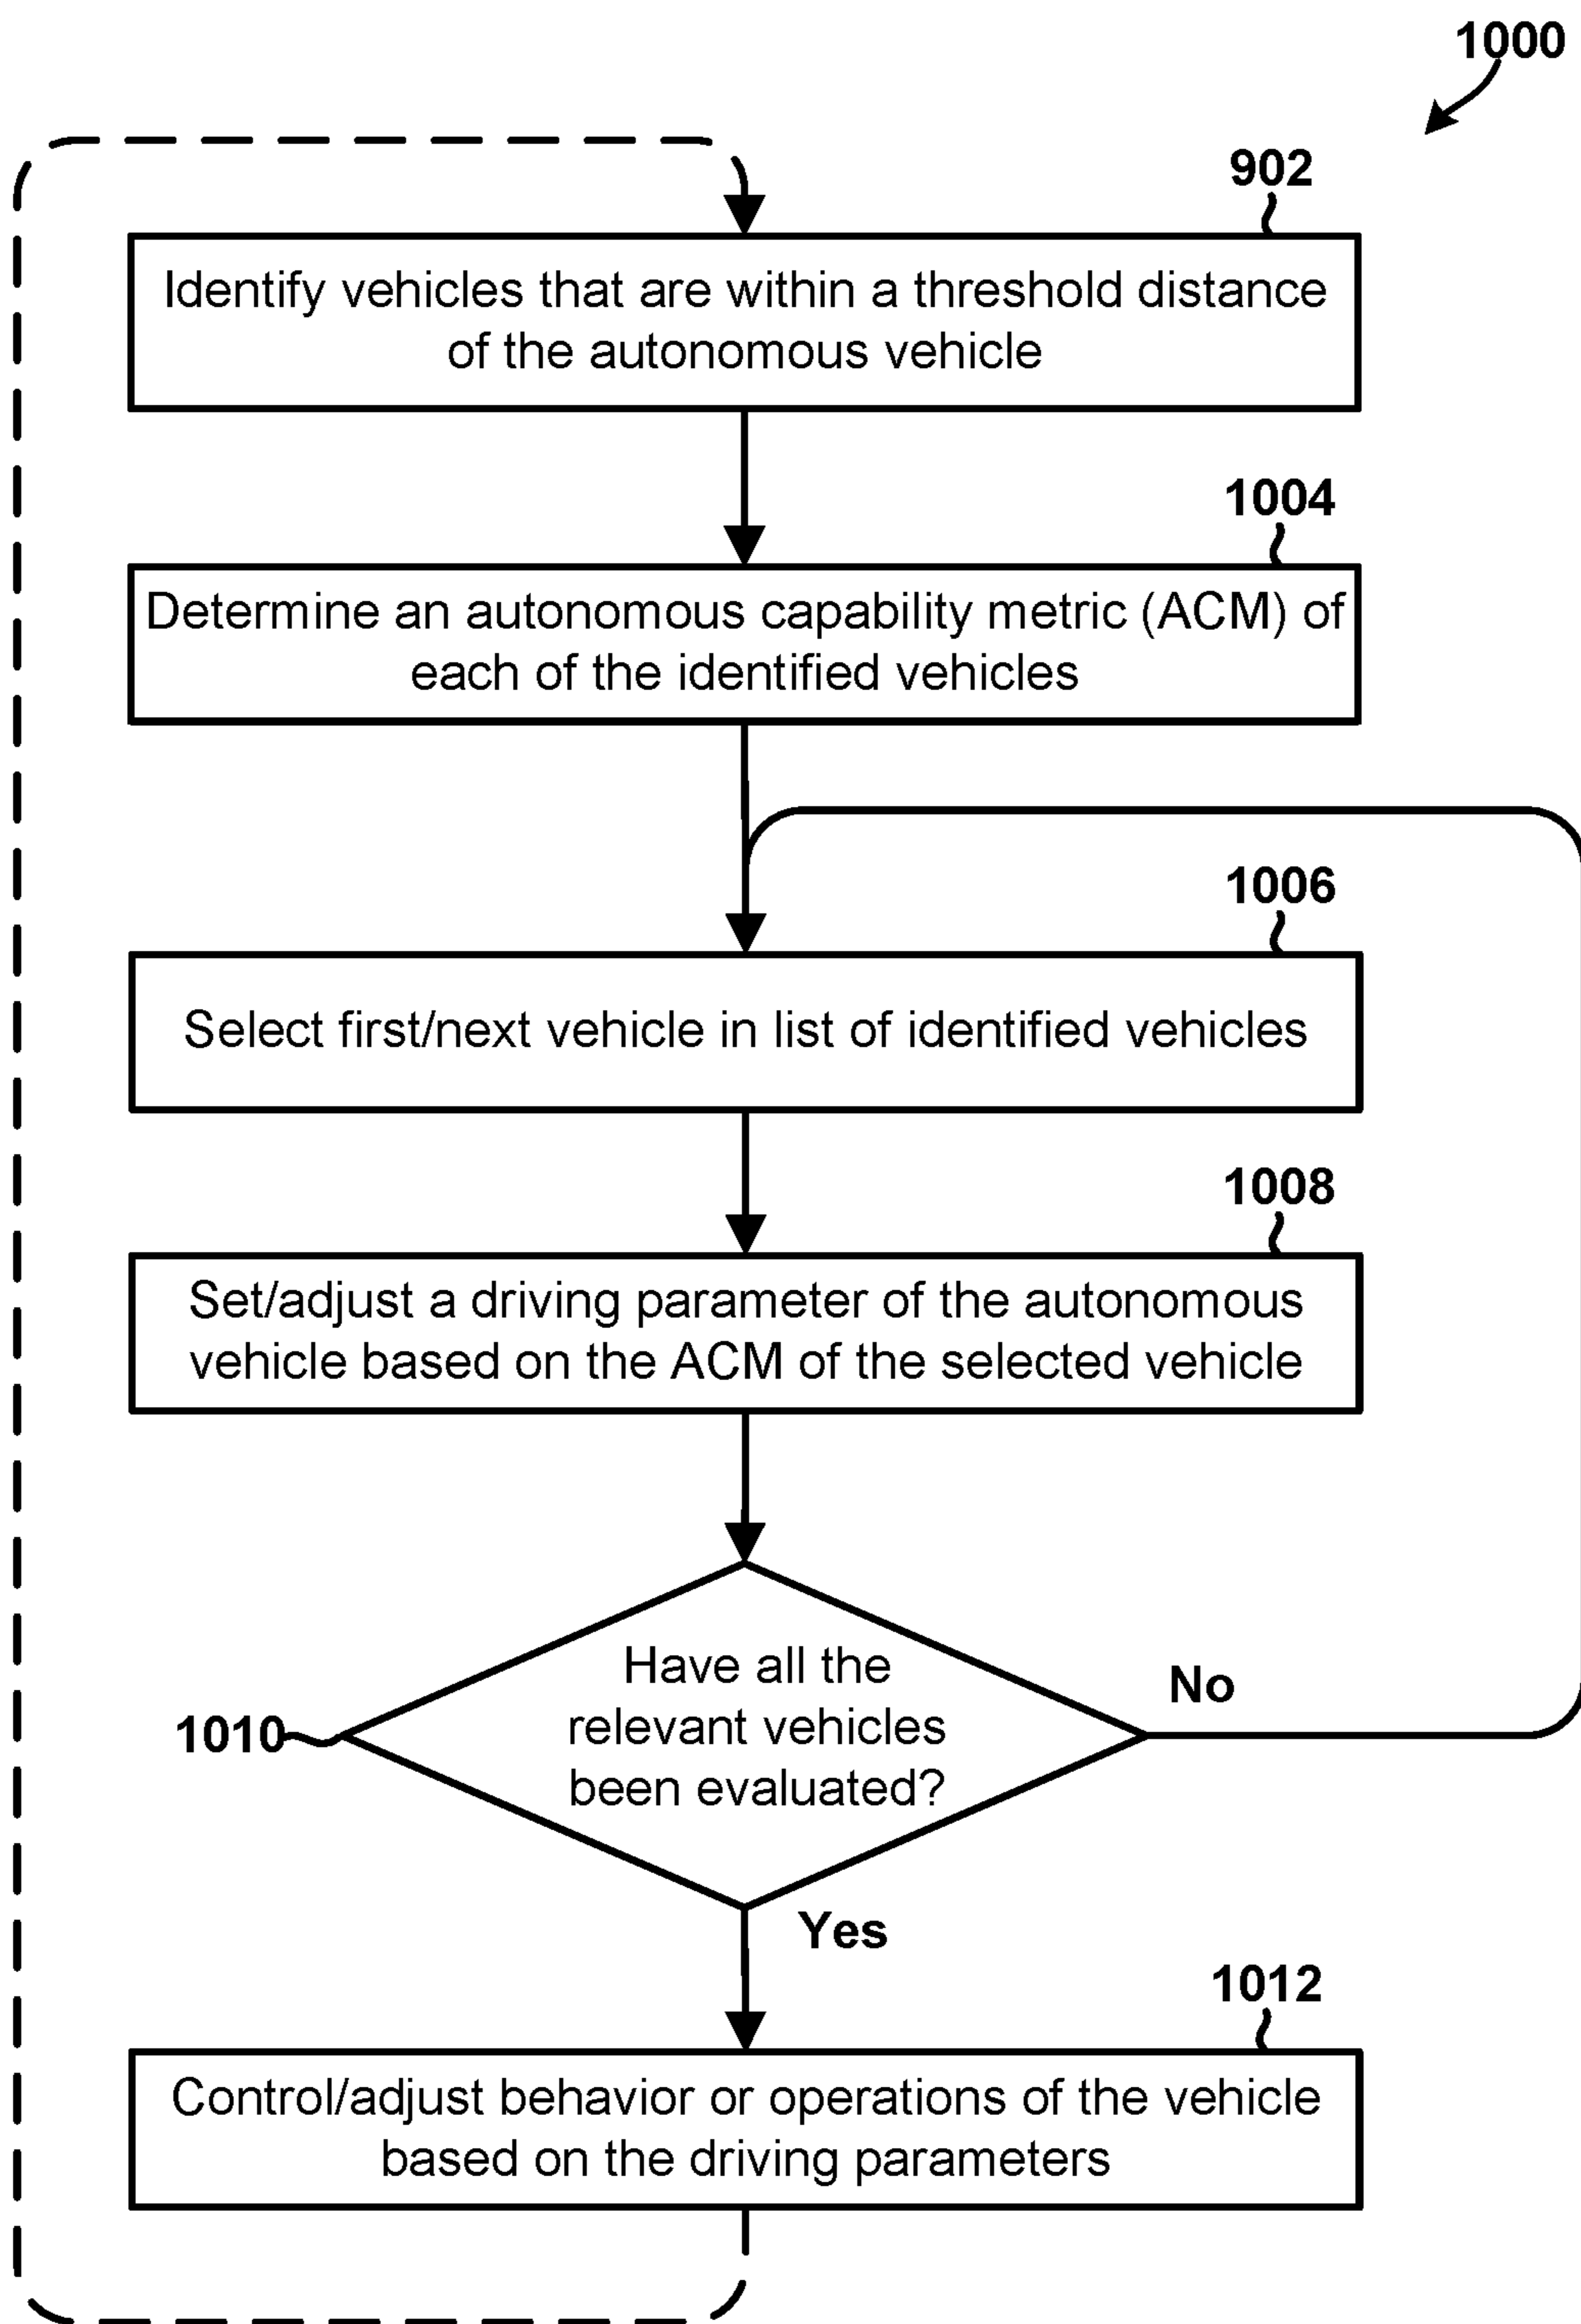 1000
902
Identify vehicles that are within a threshold distance
of the autonomous vehicle
1004
Determine an autonomous capability metric (ACM) of
each of the identified vehicles
1006
Select first/next vehicle in list of identified vehicles
1008
Set/adjust a driving parameter of the autonomous
vehicle based on the ACM of the selected vehicle
Have all the
relevant vehicles
been evaluated?
1010
No
Yes
1012
Control/adjust behavior or operations of the vehicle
based on the driving parameters